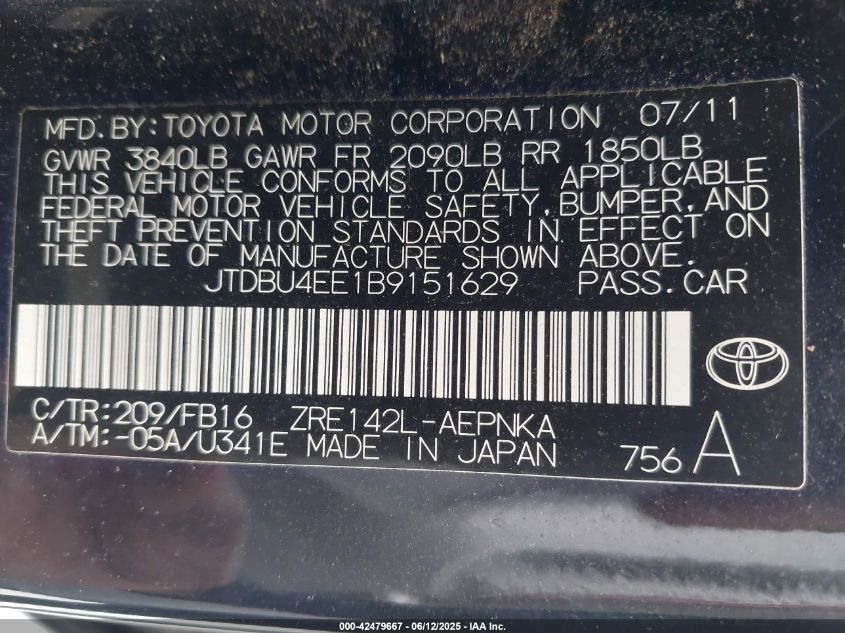 MFD.BY:TOYOTA MOTOR CORPORATION 07/11
GVWR 3840LB GAWR FR 2090LB RR 1850LB
THIS VEHICLE CONFORMS TO ALL APPLICABLE
FEDERAL MOTOR VEHICLE SAFETY,BUMPER,AND
THEFT PREVENTION STANDARDS IN EFFECT ON
THE DATE OF MANUFACTURE SHOWN ABOVE.
JTDBU4EE1B9151629 PASS.CAR
C/TR:209/FB16 ZRE142L-AEPNKA
A/TM:-05A/U341E MADE IN JAPAN 756 A
000-42479667 - 06/12/2025 - IAA Inc.